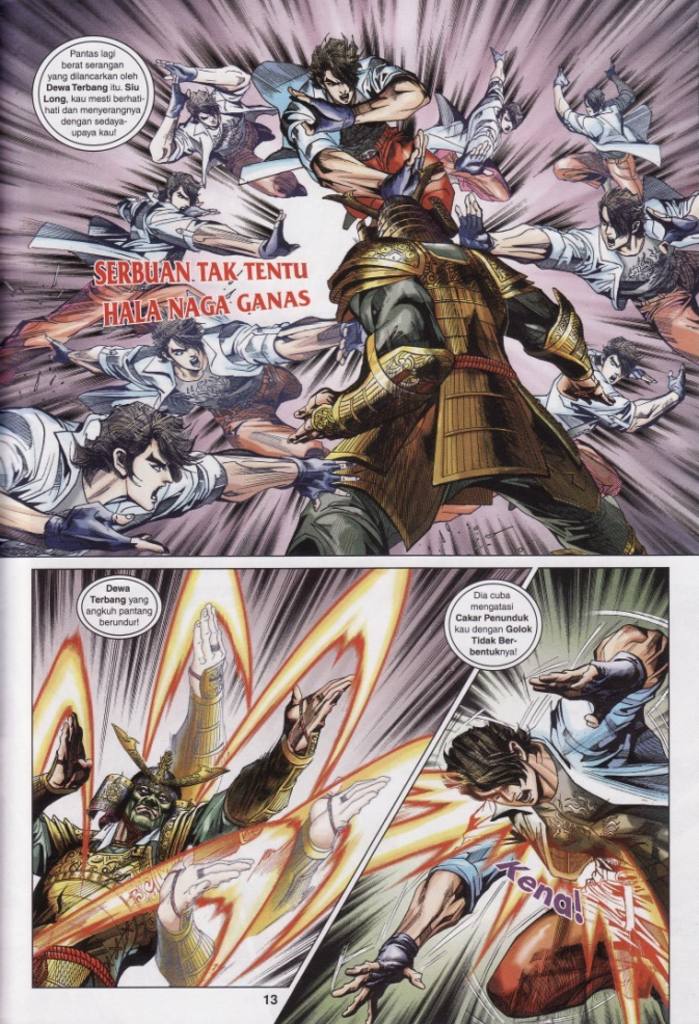 Pantas lagi
berat serangan
yang dilancarkan oleh
Dewa Terbang itu. Siu
Long, kau mesti berhati-
hati dan menyerangnya
dengan sedaya-
upaya kau!
SERBUAN TAK TENTU
HALA NAGA GANAS
Dewa
Terbang yang
angkuh pantang
berundur!
Dia cuba
mengatasi
Cakar Penunduk
kau dengan Golok
Tidak Ber-
bentuknya!
Kena!
13